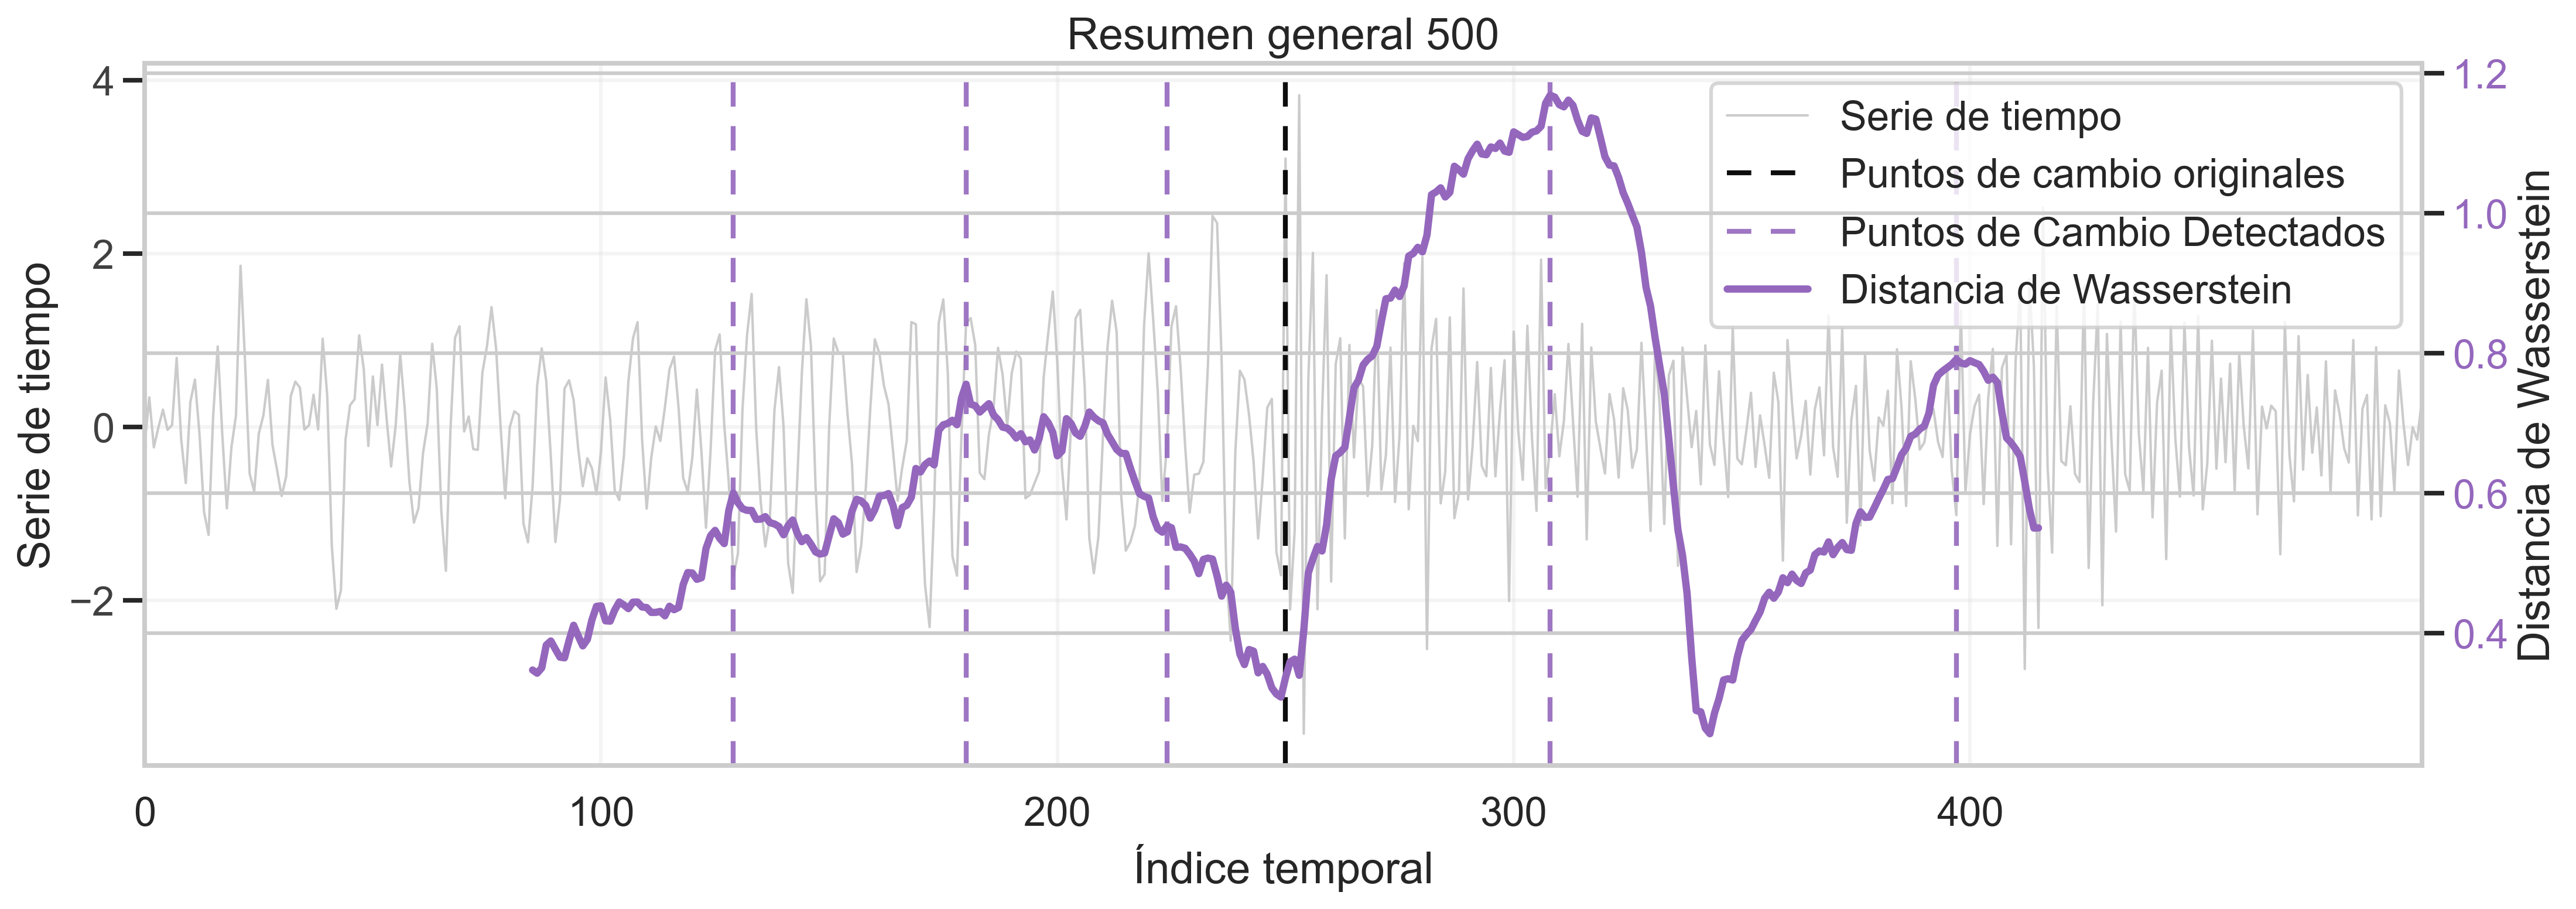 Resumen general 500
Serie de tiempo
4
2
0
−2
1.2
1.0
0.8
0.6
0.4
Distancia de Wasserstein
Serie de tiempo
Puntos de cambio originales
Puntos de Cambio Detectados
Distancia de Wasserstein
0
100
200
300
400
Índice temporal